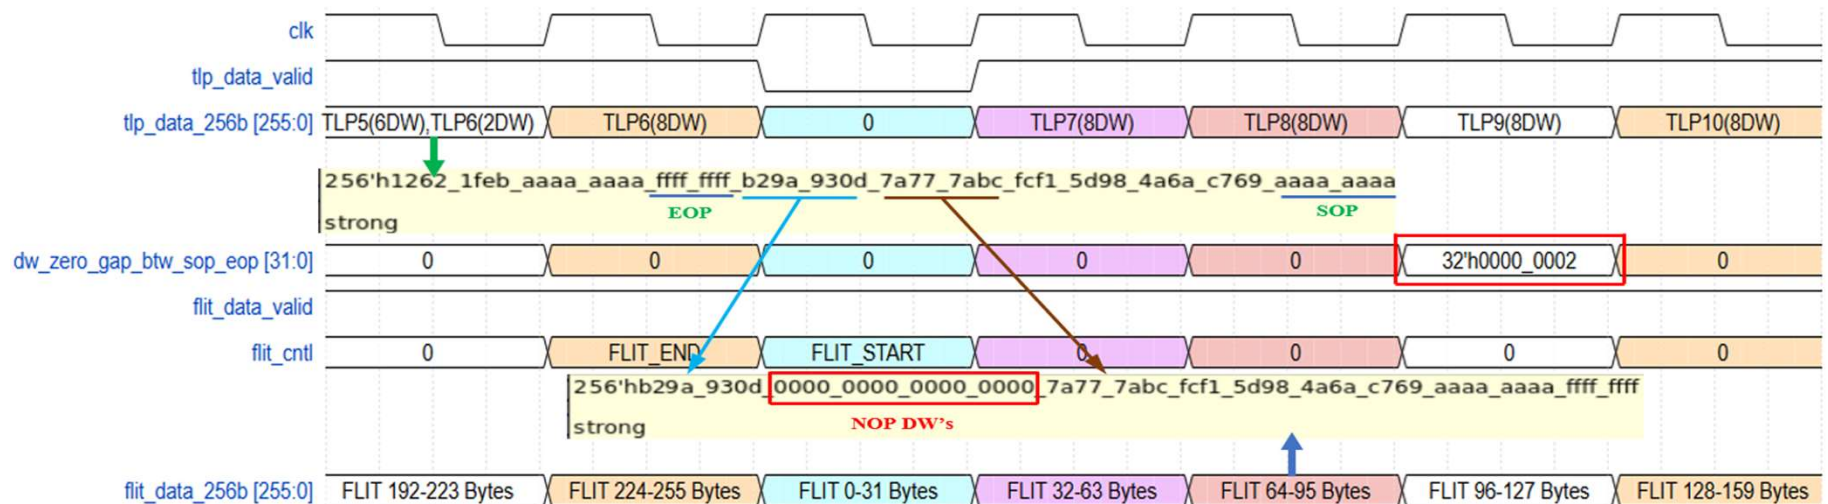 clk
tlp_data_valid
tlp_data_256b [255:0] TLP5(6DW),TLP6(2DW) TLP6(8DW) 0 TLP7(8DW) TLP8(8DW) TLP9(8DW) TLP10(8DW)
256'h1262_1feb_aaaa_aaaa_ffff_ffff_b29a_930d_7a77_7abc_fcf1_5d98_4a6a_c769_aaaa_aaaa
EOP SOP
strong
dw_zero_gap_btw_sop_eop [31:0] 0 0 0 0 0 32'h0000_0002 0
flit_data_valid
flit_cntl 0 FLIT_END FLIT_START 0 0 0 0
256'hb29a_930d_0000_0000_0000_0000_7a77_7abc_fcf1_5d98_4a6a_c769_aaaa_aaaa_ffff_ffff
strong NOP DW's
flit_data_256b [255:0] FLIT 192-223 Bytes FLIT 224-255 Bytes FLIT 0-31 Bytes FLIT 32-63 Bytes FLIT 64-95 Bytes FLIT 96-127 Bytes FLIT 128-159 Bytes